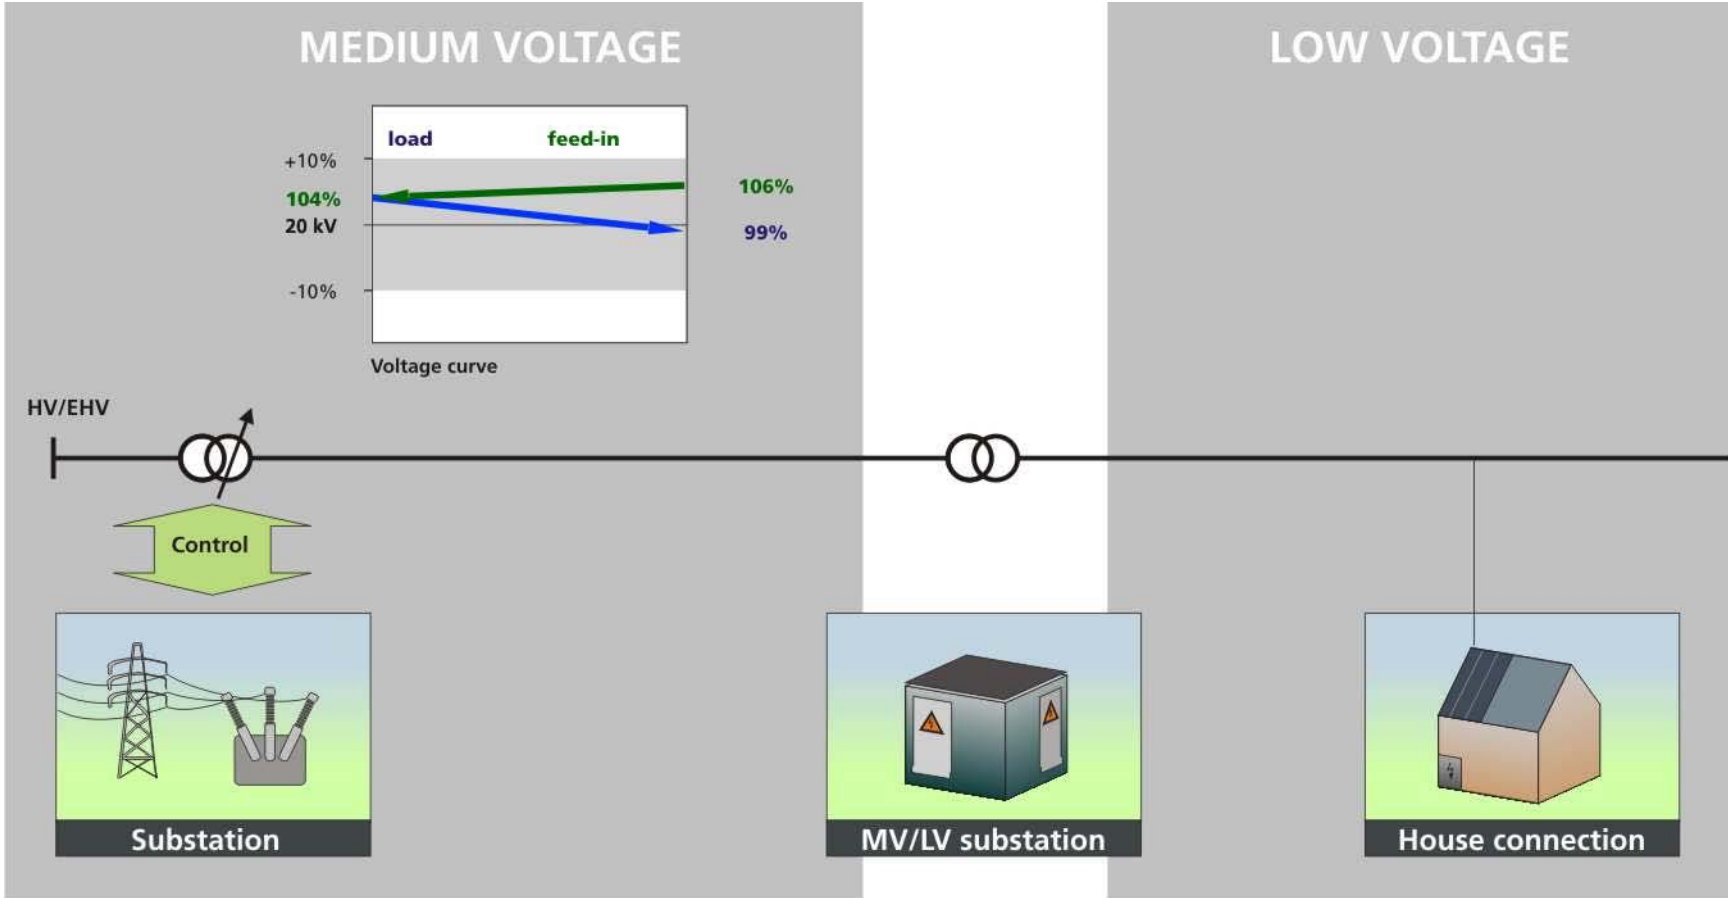 MEDIUM VOLTAGE
LOW VOLTAGE
load
feed-in
+10%
104%
106%
20 kV
99%
-10%
Voltage curve
HV/EHV
Control
Substation
MV/LV substation
House connection